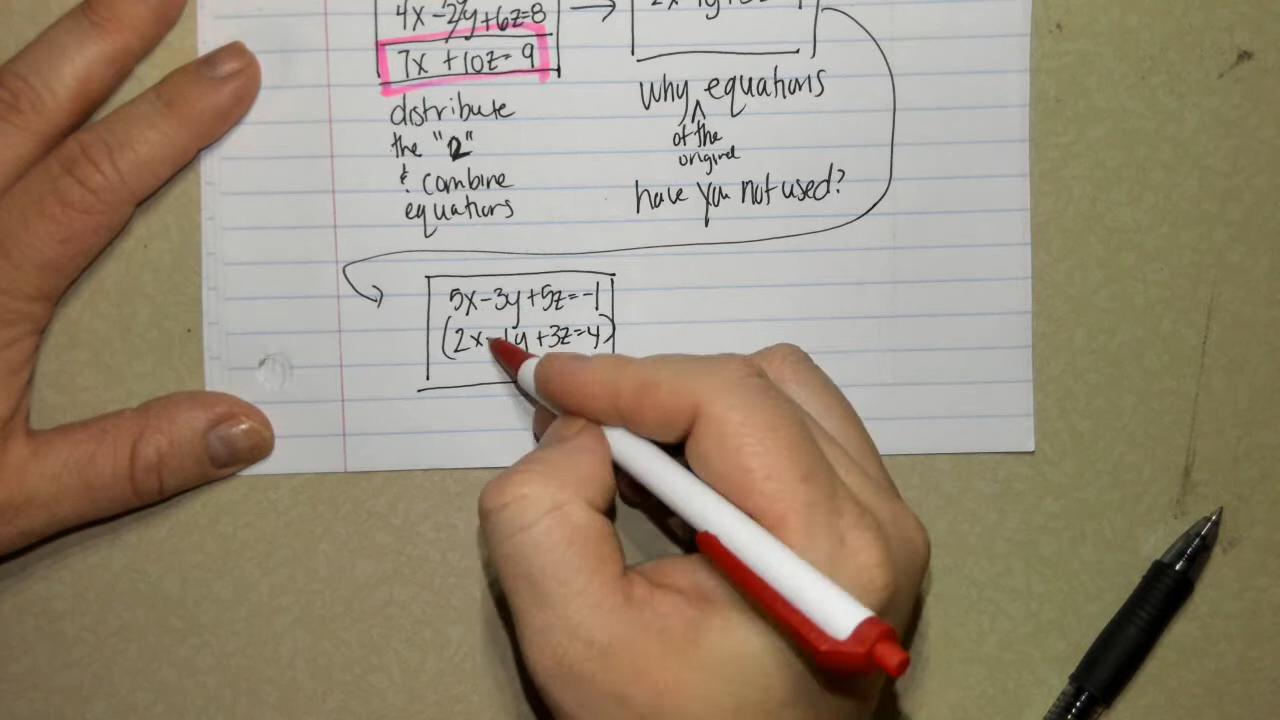 4x-2y+6z=8
7x +10z=9
distribute
the "2"
& combine
equations
why equations
of the
original
have you not used?
5x-3y+5z=-1
(2x-1y+3z=4)